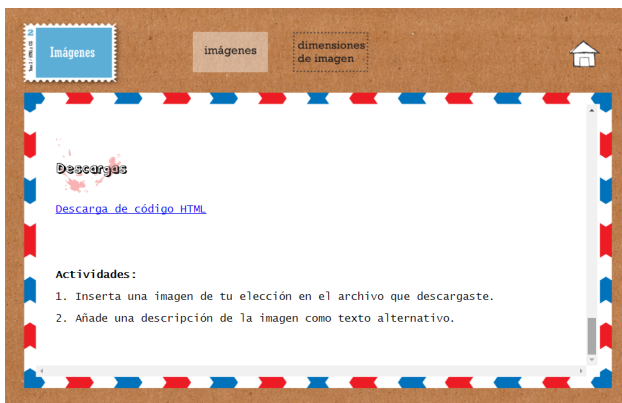 2
Imágenes
imágenes
dimensiones
de imagen
Descargas
Descarga de código HTML
Actividades:
1. Inserta una imagen de tu elección en el archivo que descargaste.
2. Añade una descripción de la imagen como texto alternativo.